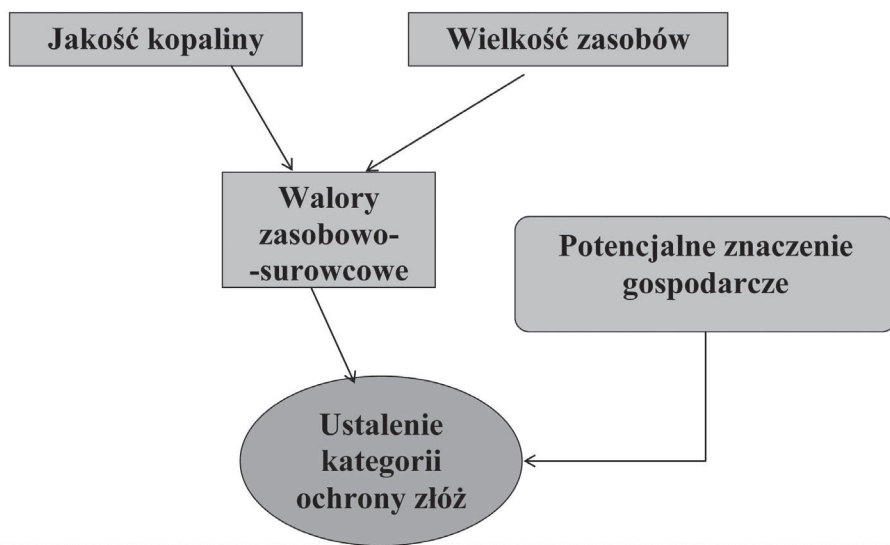 Jakość kopaliny
Wielkość zasobów
Walory
zasobowo-
-surowcowe
Potencjalne znaczenie
gospodarcze
Ustalenie
kategorii
ochrony złóż